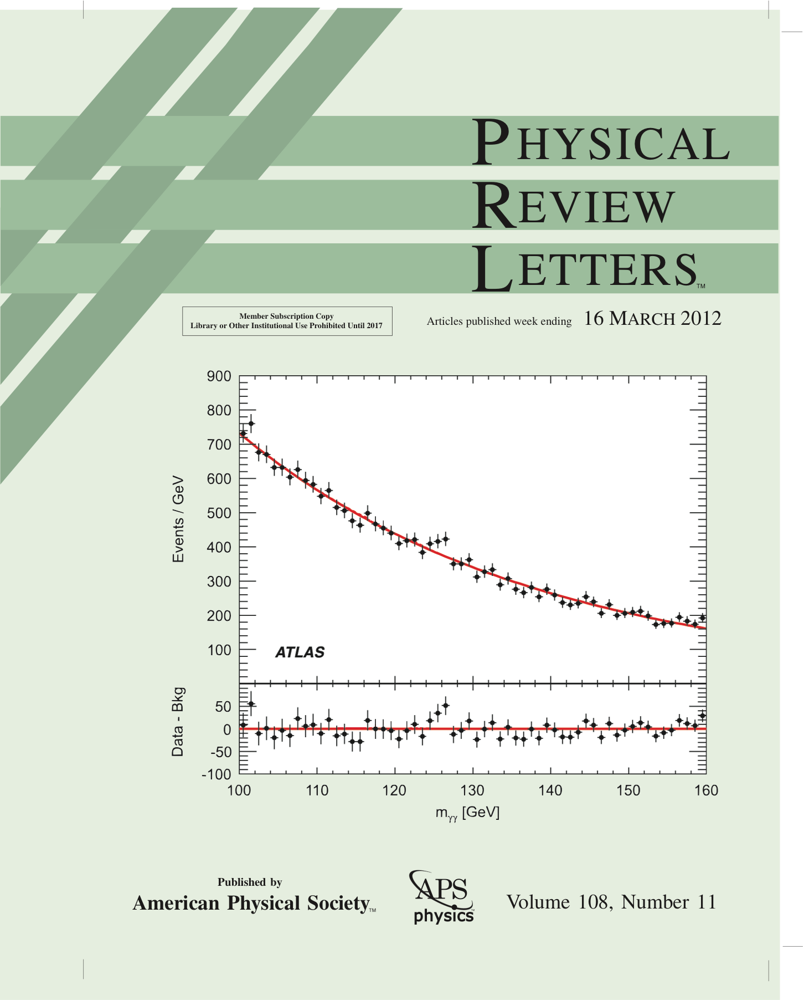 PHYSICAL
REVIEW
LETTERS™
Member Subscription Copy
Library or Other Institutional Use Prohibited Until 2017
Articles published week ending 16 MARCH 2012
900
800
700
600
500
400
300
200
100
Events / GeV
ATLAS
50
0
-50
-100
Data - Bkg
100 110 120 130 140 150 160
mγγ [GeV]
Published by
American Physical Society™
APS
physics™
Volume 108, Number 11